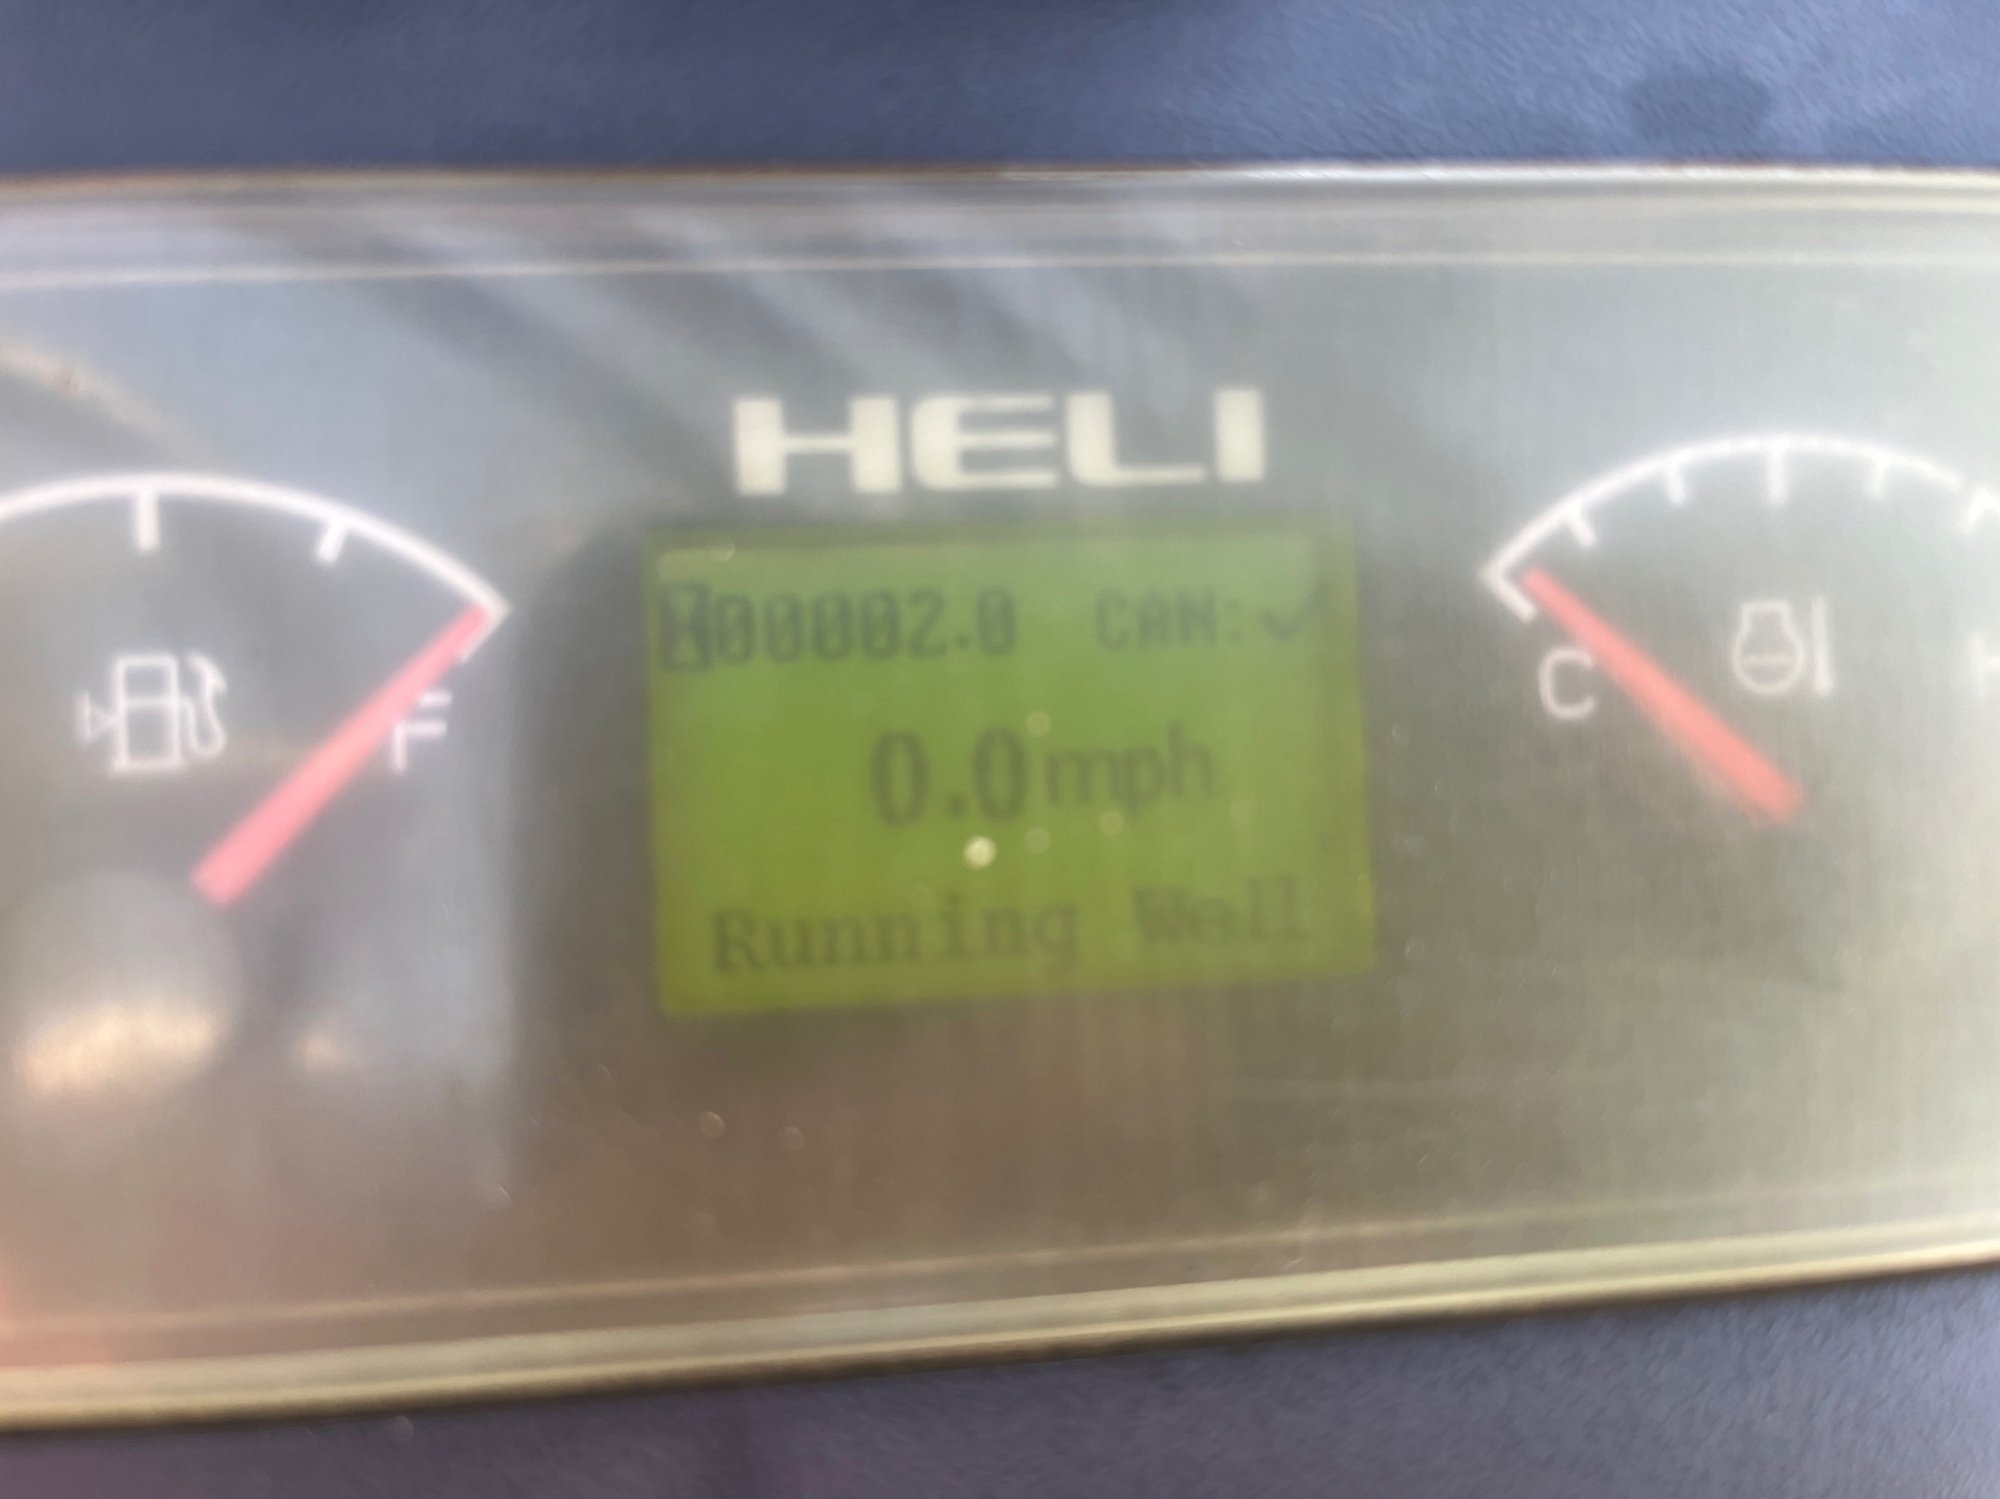 HELI
00002.0 CAN:✓
0.0mph
Running Well
F
C
H